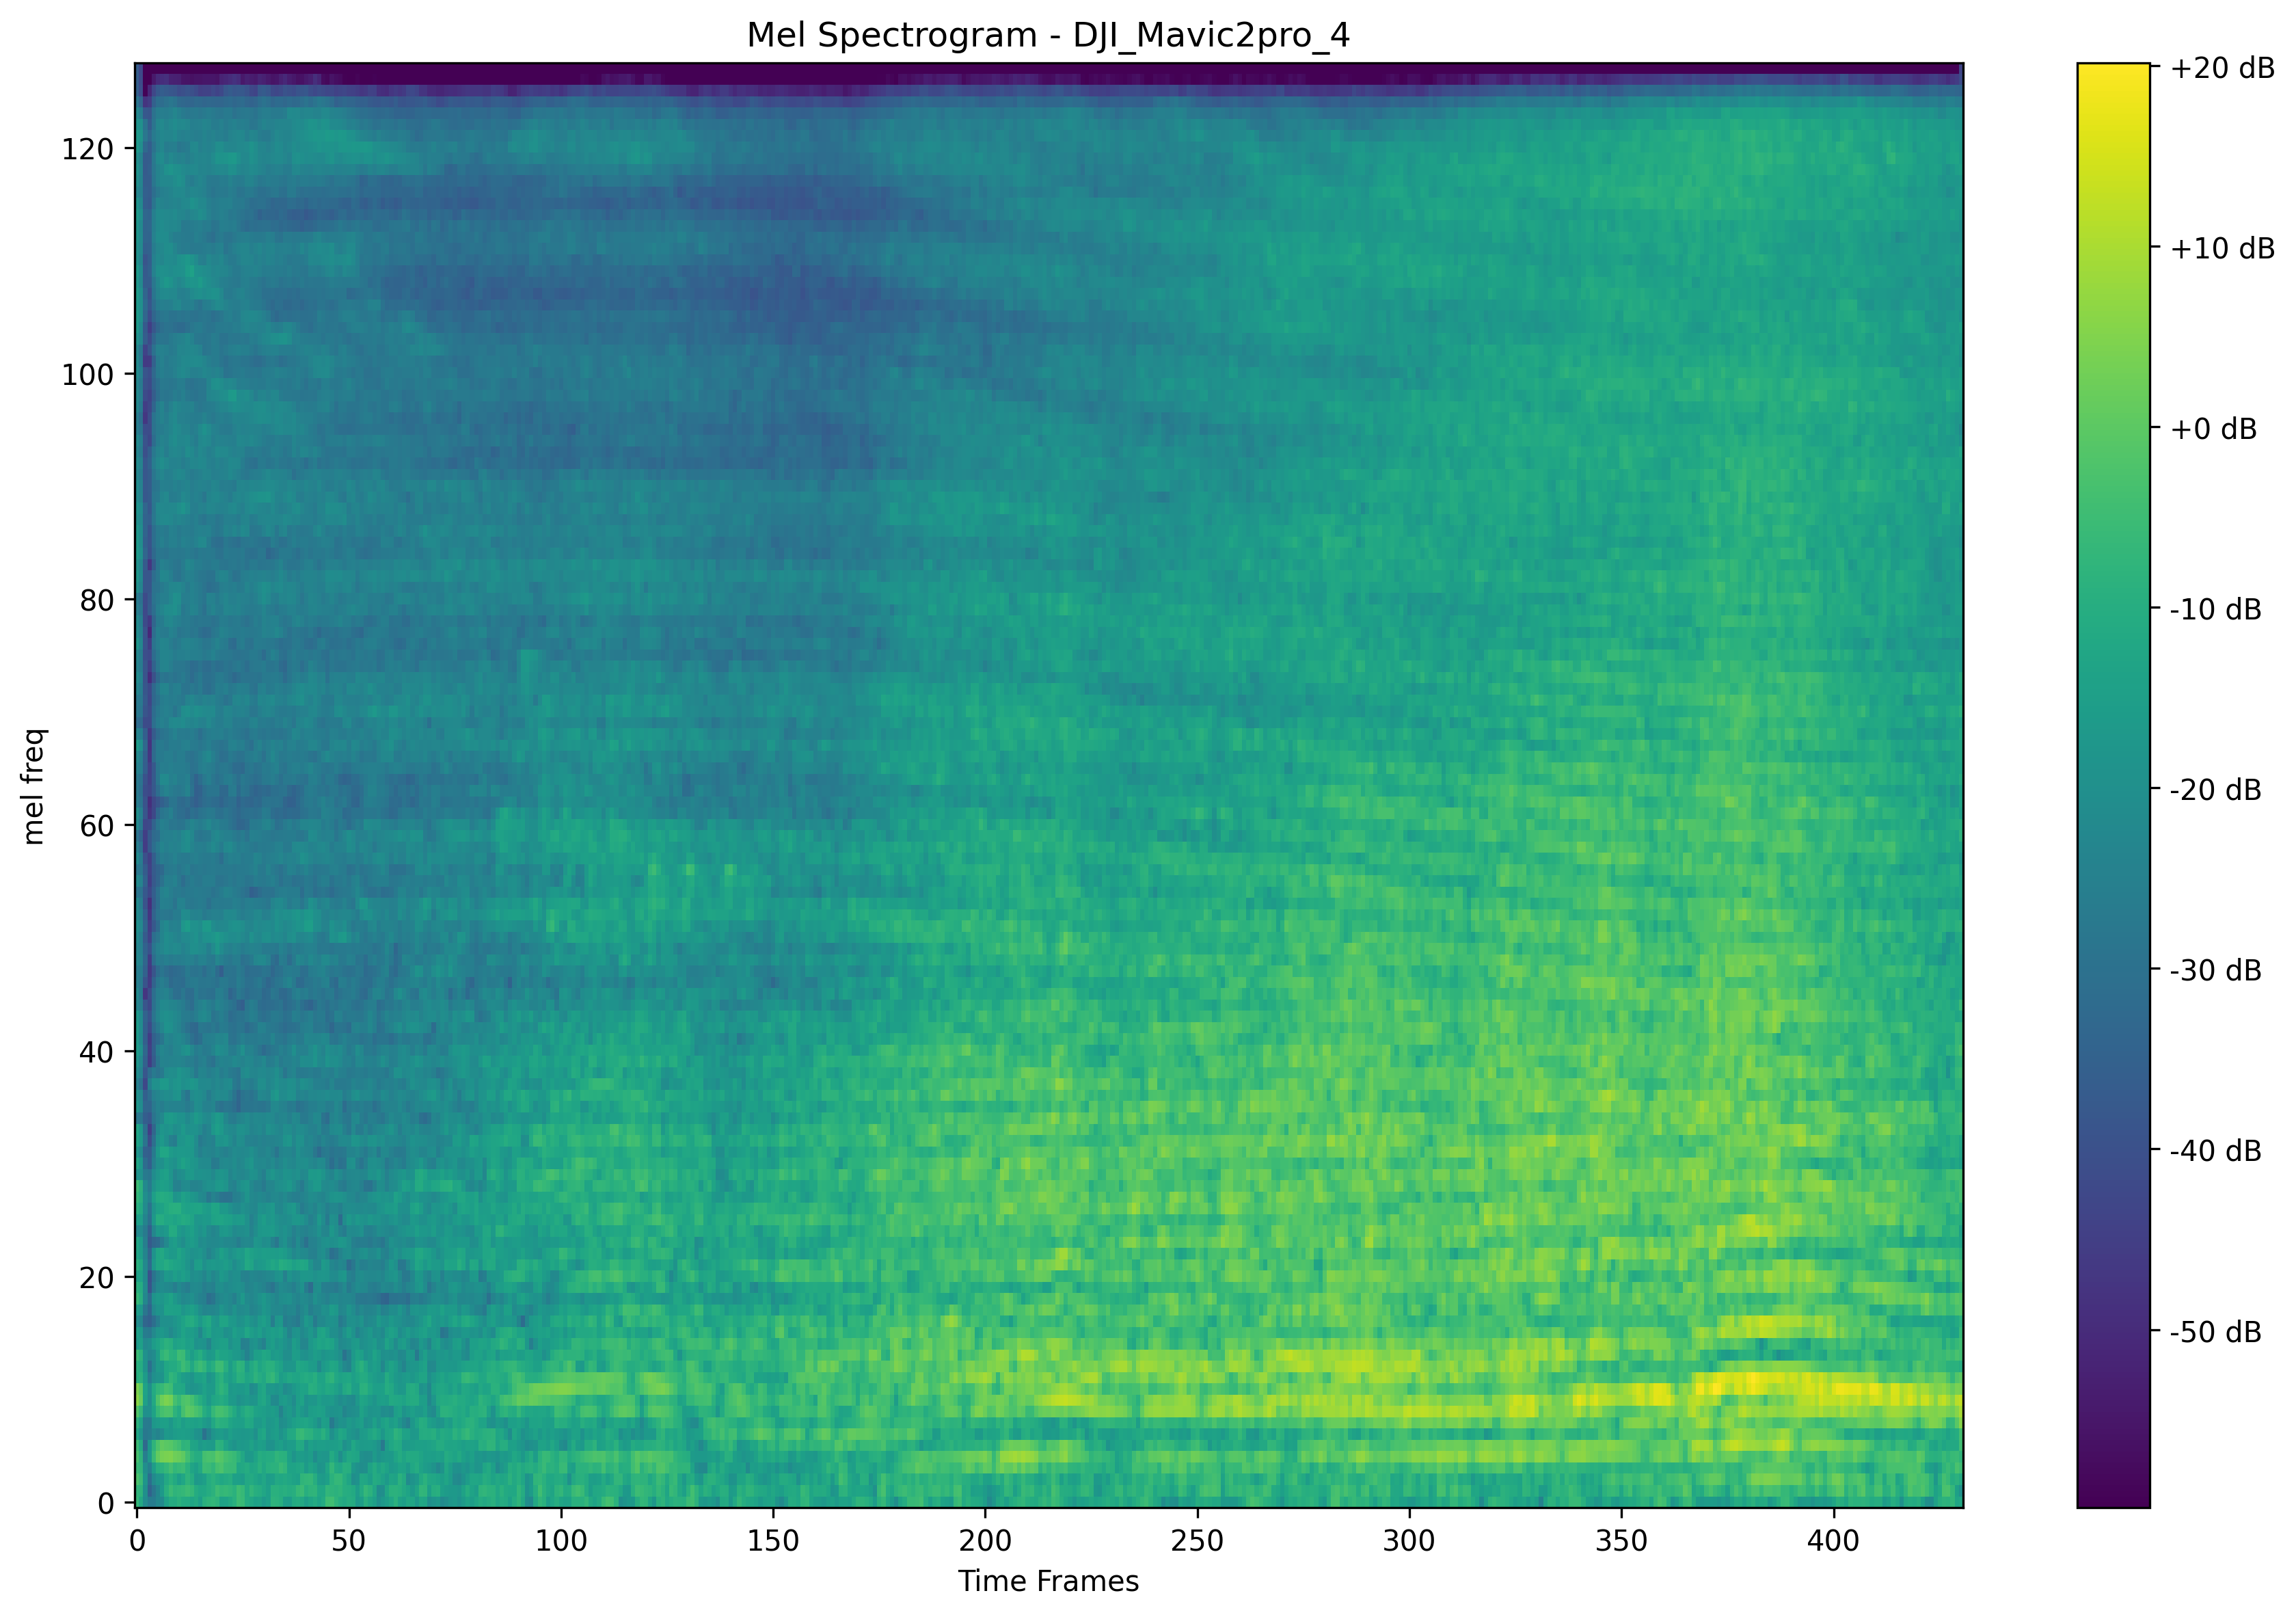 Mel Spectrogram - DJI_Mavic2pro_4
mel freq
120
100
80
60
40
20
0
0 50 100 150 200 250 300 350 400
Time Frames
+20 dB
+10 dB
+0 dB
-10 dB
-20 dB
-30 dB
-40 dB
-50 dB